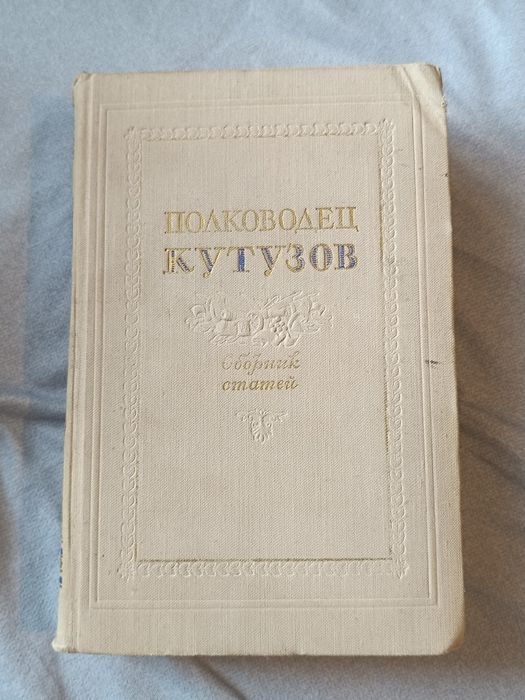 ПОЛКОВОДЕЦ
КУТУЗОВ
Сборник
статей